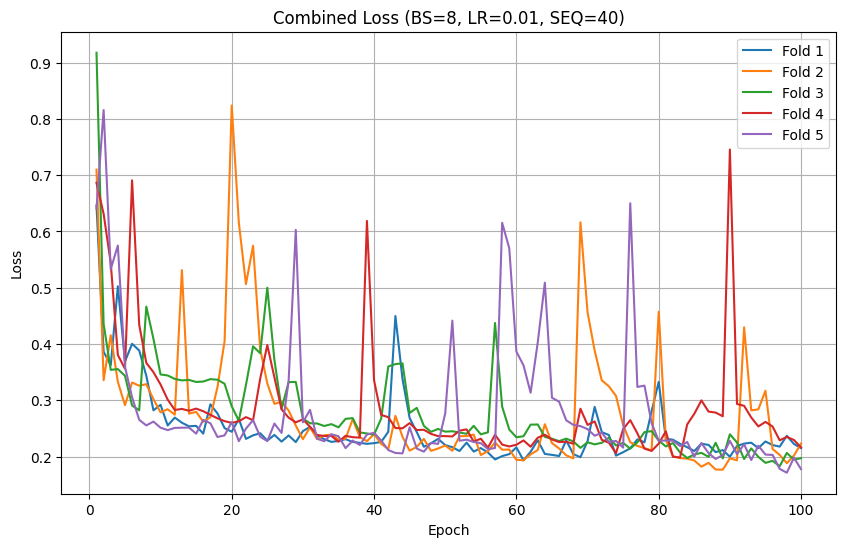 Combined Loss (BS=8, LR=0.01, SEQ=40)
Fold 1
Fold 2
Fold 3
Fold 4
Fold 5
Loss
0.9
0.8
0.7
0.6
0.5
0.4
0.3
0.2
0
20
40
60
80
100
Epoch